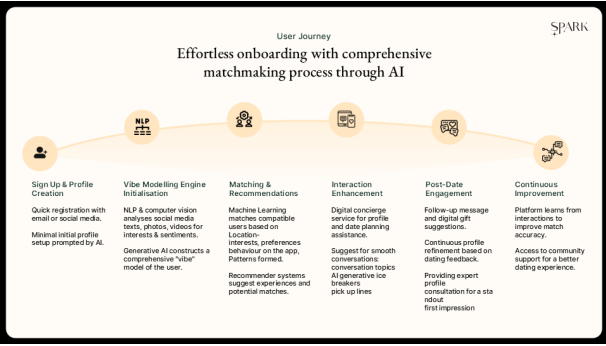 SPARK
User Journey
Effortless onboarding with comprehensive
matchmaking process through AI
NLP
Sign Up & Profile
Creation
Quick registration with
email or social media.
Minimal initial profile
setup prompted by AI.
Vibe Modelling Engine
Initialisation
NLP & computer vision
analyses social media
texts, photos, videos for
interests & sentiments.
Generative AI constructs a
comprehensive "vibe"
model of the user.
Matching &
Recommendations
Machine Learning
matches compatible
users based on
Location-
interests, preferences
behaviour on the app,
Patterns formed.
Recommender systems
suggest experiences and
potential matches.
Interaction
Enhancement
Digital concierge
service for profile
and date planning
assistance.
Suggest for smooth
conversations:
conversation topics
AI generative ice
breakers
pick up lines
Post-Date
Engagement
Follow-up message
and digital gift
suggestions.
Continuous profile
refinement based on
dating feedback.
Providing expert
profile
consultation for a sta
ndout
first impression
Continuous
Improvement
Platform learns from
interactions to
improve match
accuracy.
Access to community
support for a better
dating experience.